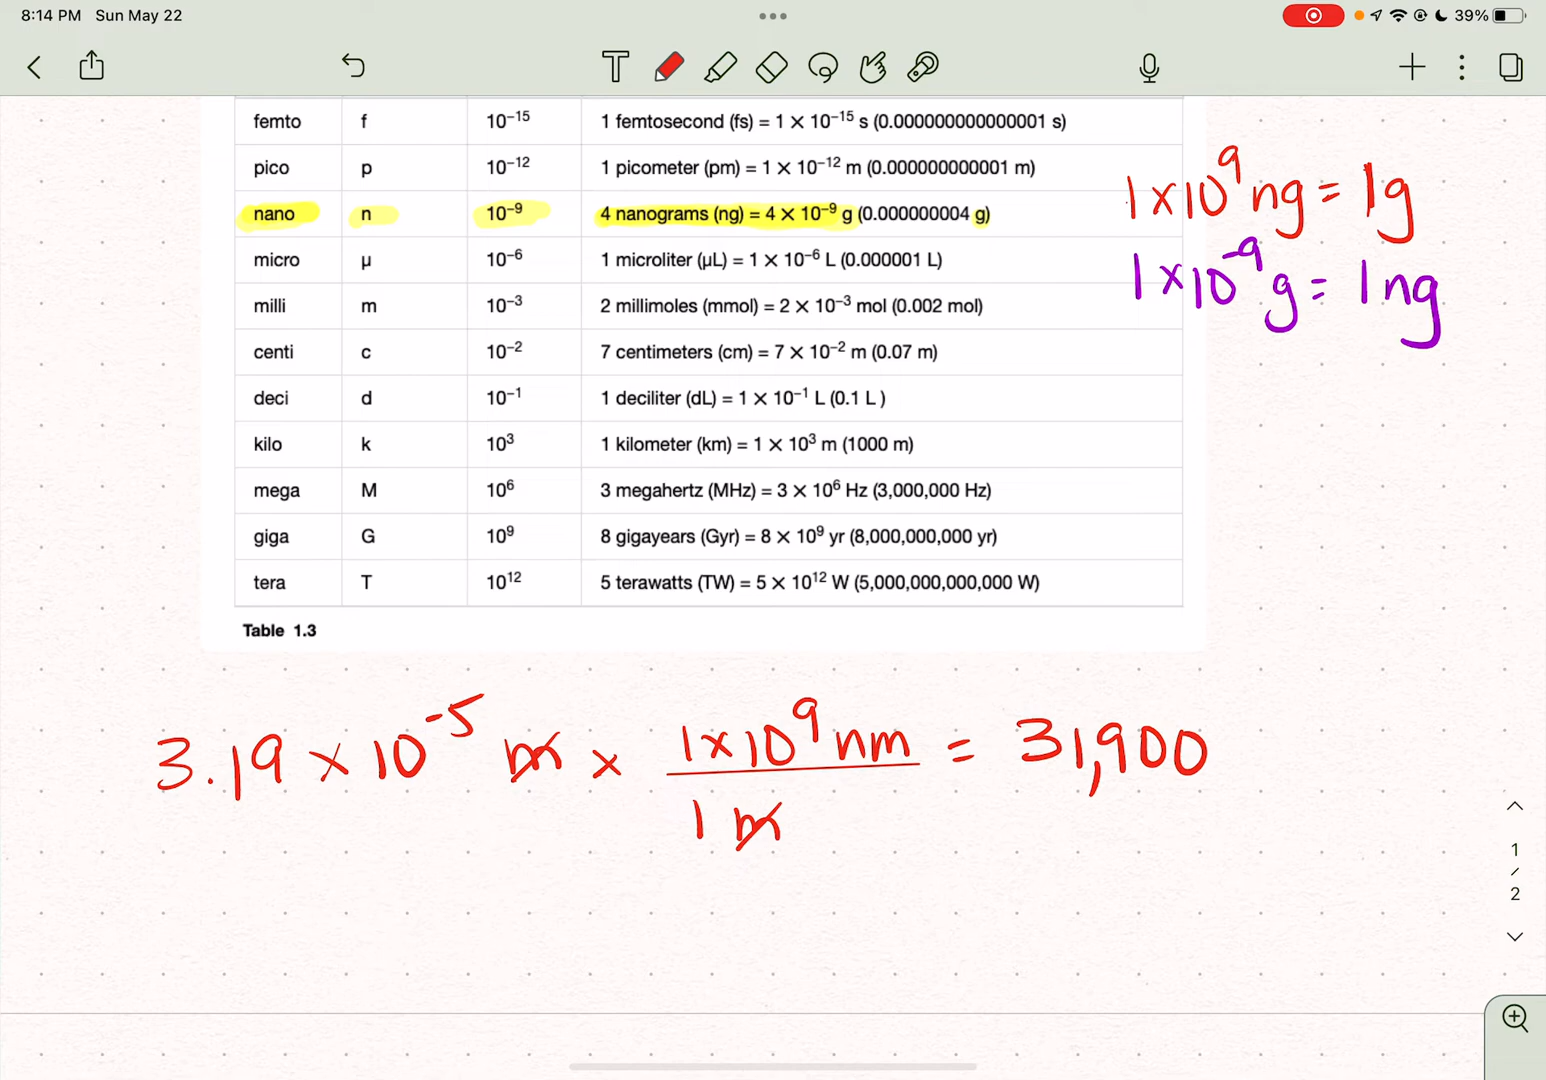 8:14 PM Sun May 22
39%
T
femto f 10⁻¹⁵ 1 femtosecond (fs) = 1 × 10⁻¹⁵ s (0.000000000000001 s)
pico p 10⁻¹² 1 picometer (pm) = 1 × 10⁻¹² m (0.000000000001 m)
nano n 10⁻⁹ 4 nanograms (ng) = 4 × 10⁻⁹ g (0.000000004 g)
micro μ 10⁻⁶ 1 microliter (μL) = 1 × 10⁻⁶ L (0.000001 L)
milli m 10⁻³ 2 millimoles (mmol) = 2 × 10⁻³ mol (0.002 mol)
centi c 10⁻² 7 centimeters (cm) = 7 × 10⁻² m (0.07 m)
deci d 10⁻¹ 1 deciliter (dL) = 1 × 10⁻¹ L (0.1 L )
kilo k 10³ 1 kilometer (km) = 1 × 10³ m (1000 m)
mega M 10⁶ 3 megahertz (MHz) = 3 × 10⁶ Hz (3,000,000 Hz)
giga G 10⁹ 8 gigayears (Gyr) = 8 × 10⁹ yr (8,000,000,000 yr)
tera T 10¹² 5 terawatts (TW) = 5 × 10¹² W (5,000,000,000,000 W)
Table 1.3
1×10⁹ ng = 1g
1×10⁻⁹ g = 1 ng
3.19 × 10⁻⁵ m × 1×10⁹ nm = 31,900
1 m
1
/
2